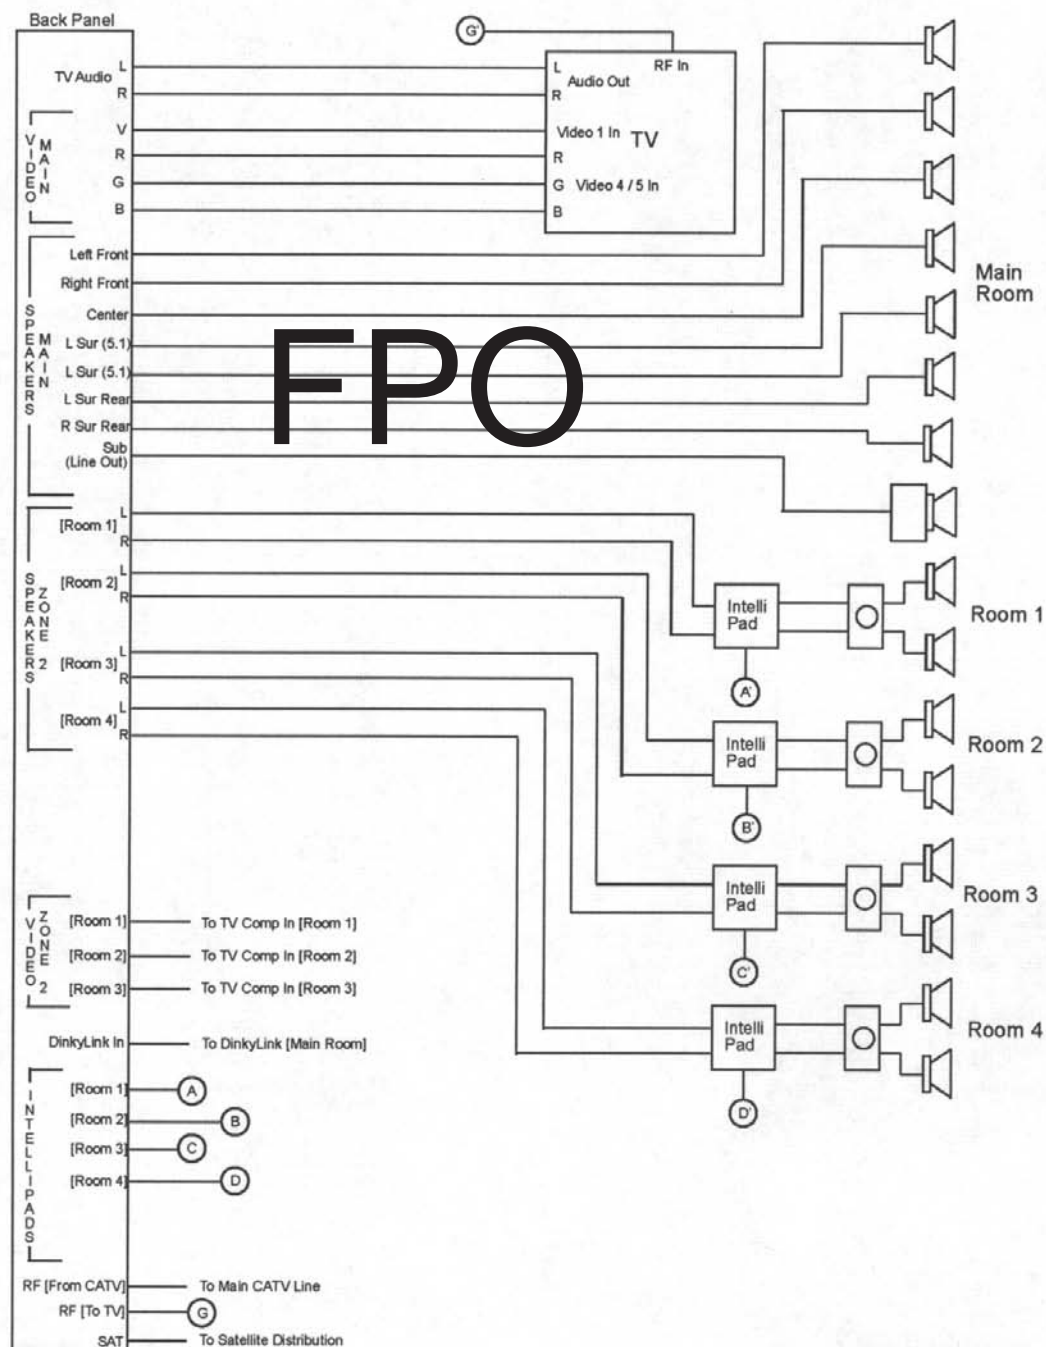 Back Panel
G'
RF In
TV Audio
L
R
L
Audio Out
R
VIDEO
MAIN
V
R
G
B
Video 1 In
TV
R
G
Video 4 / 5 In
B
SPEAKERS
MAIN
Left Front
Right Front
Center
L Sur (5.1)
L Sur (5.1)
L Sur Rear
R Sur Rear
Sub
(Line Out)
FPO
Main
Room
SPEAKERS
ZONE 2
[Room 1]
L
R
[Room 2]
L
R
[Room 3]
L
R
[Room 4]
L
R
Intelli
Pad
A'
Room 1
Intelli
Pad
B'
Room 2
Intelli
Pad
C'
Room 3
Intelli
Pad
D'
Room 4
VIDEO
ZONE 2
[Room 1]
To TV Comp In [Room 1]
[Room 2]
To TV Comp In [Room 2]
[Room 3]
To TV Comp In [Room 3]
DinkyLink In
To DinkyLink [Main Room]
INTELLIPADS
[Room 1]
A
[Room 2]
B
[Room 3]
C
[Room 4]
D
RF [From CATV]
To Main CATV Line
RF [To TV]
G
SAT
To Satellite Distribution